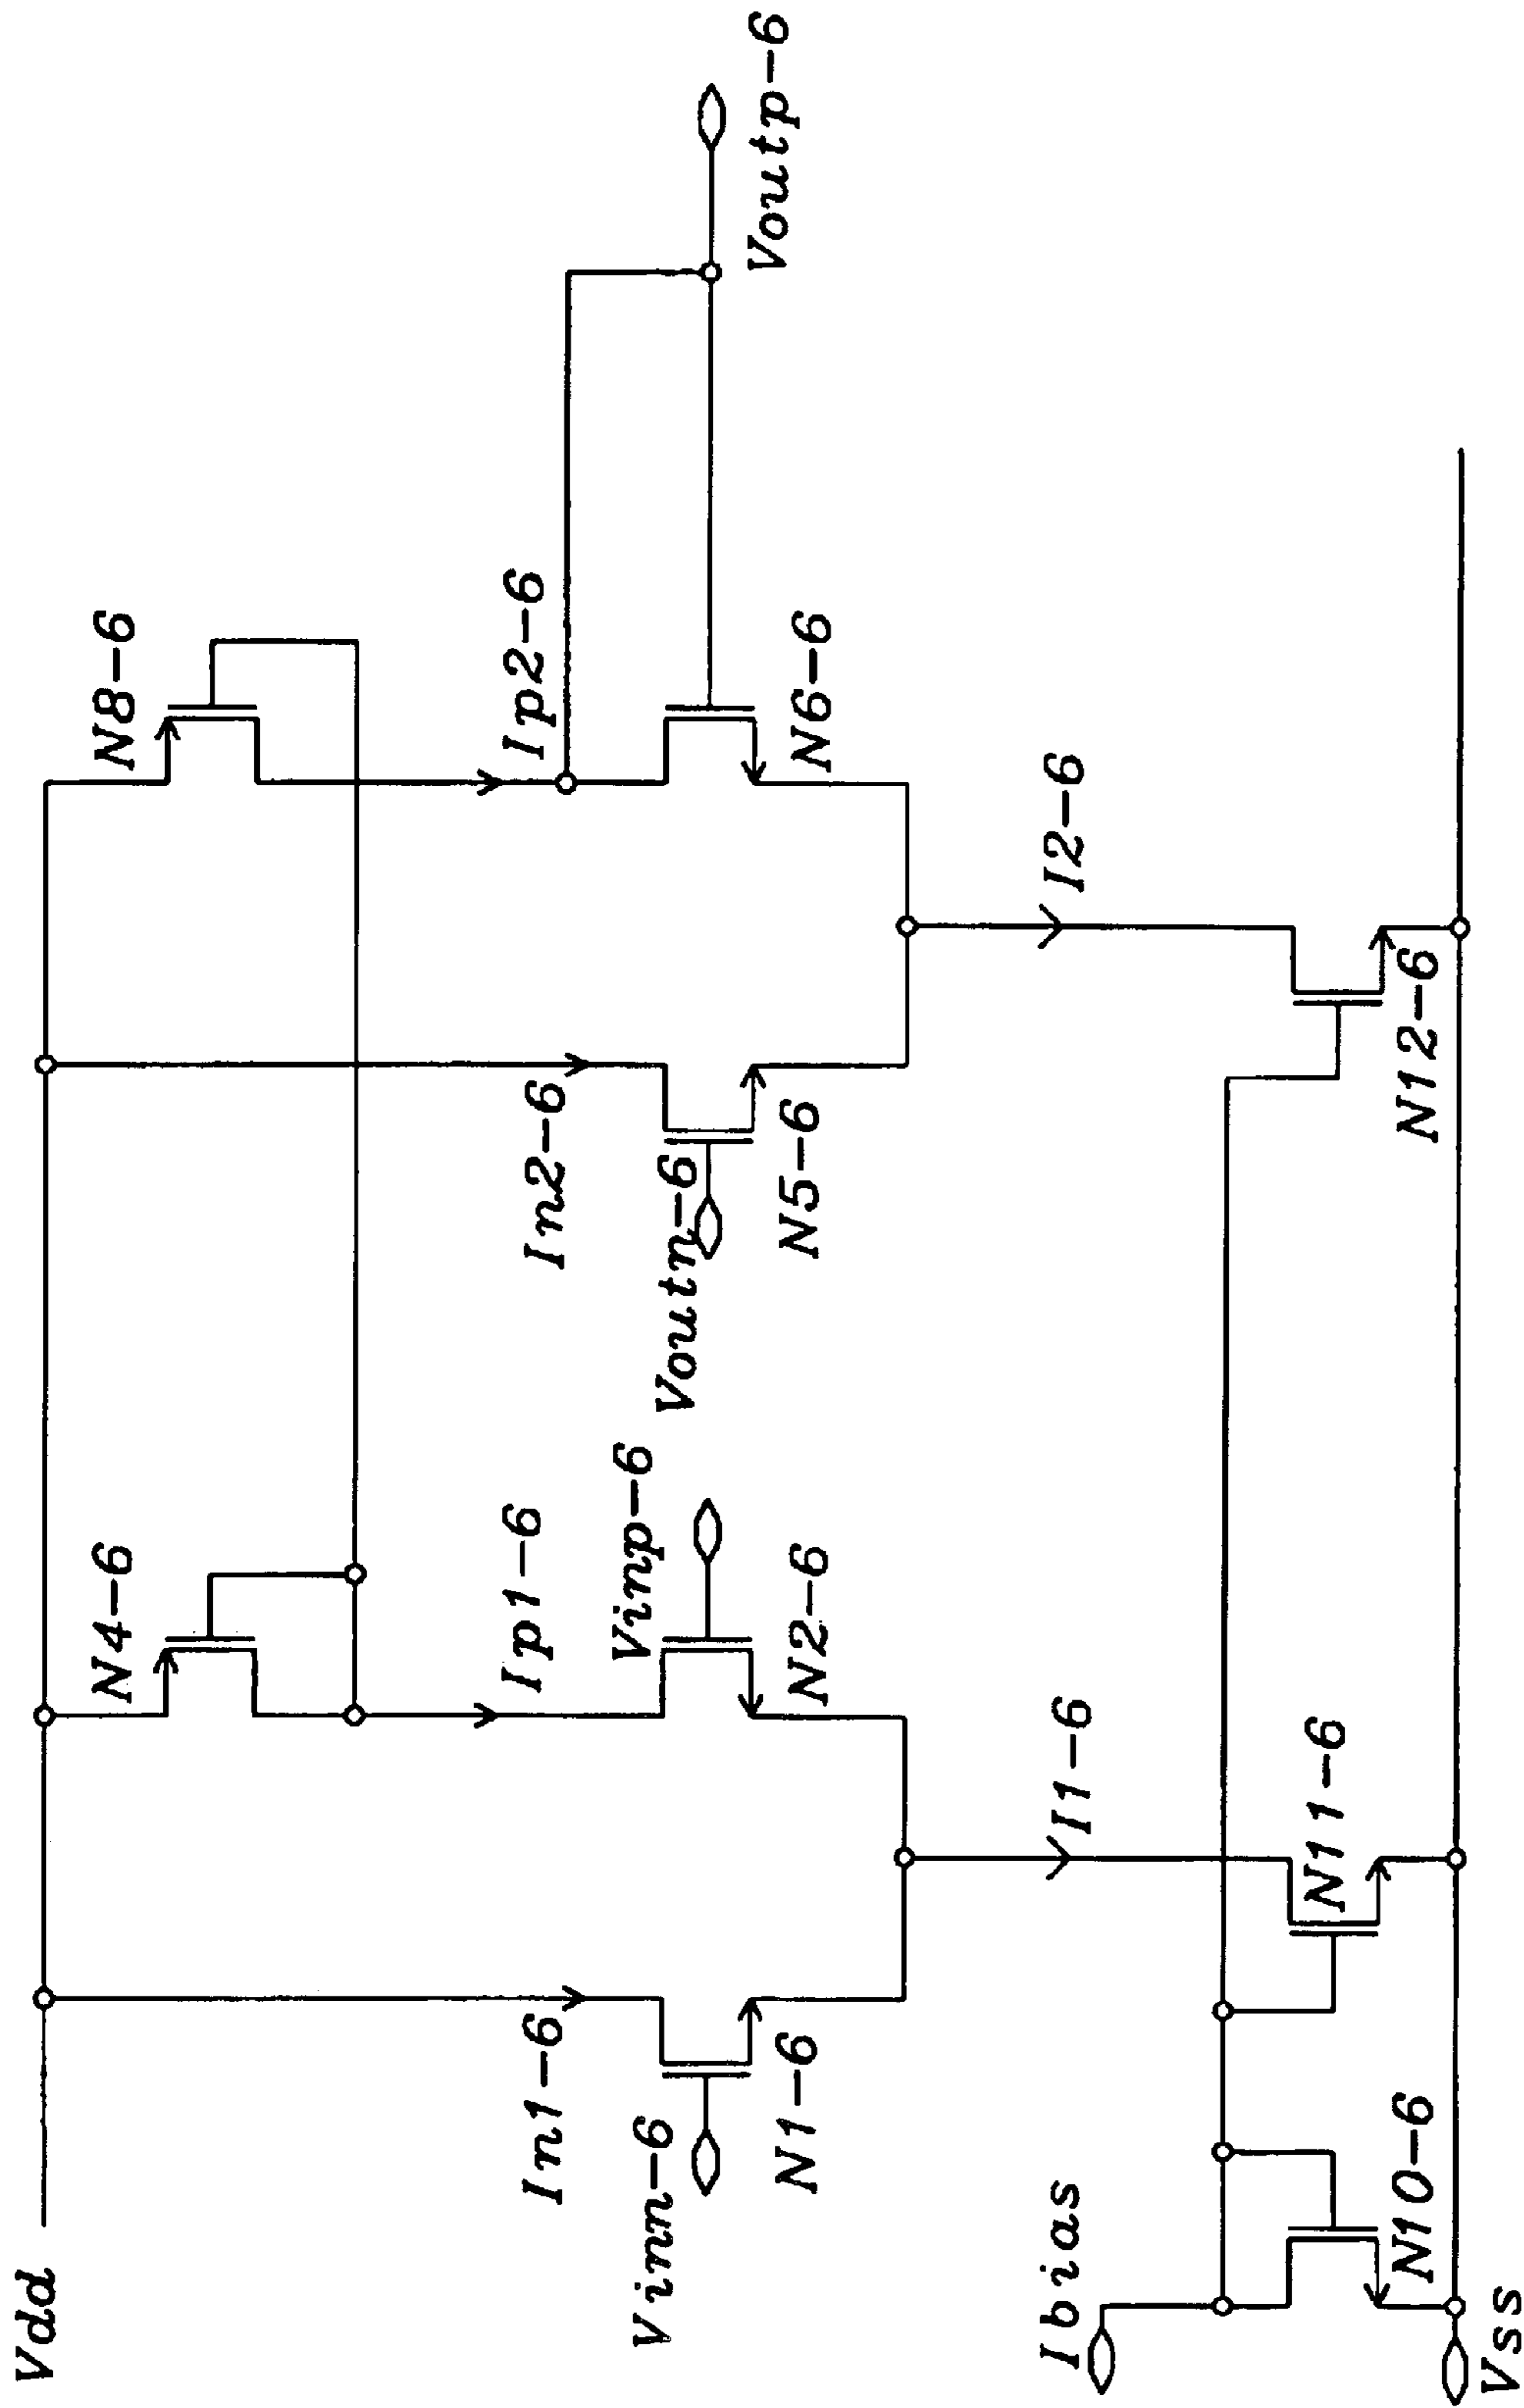 Vdd
N4-6
N8-6
In1-6
Ip1-6
In2-6
Ip2-6
Vinn-6
Vinp-6
Voutn-6
Voutp-6
N1-6
N2-6
N5-6
N6-6
Ibias
I1-6
I2-6
N10-6
N11-6
N12-6
Vss